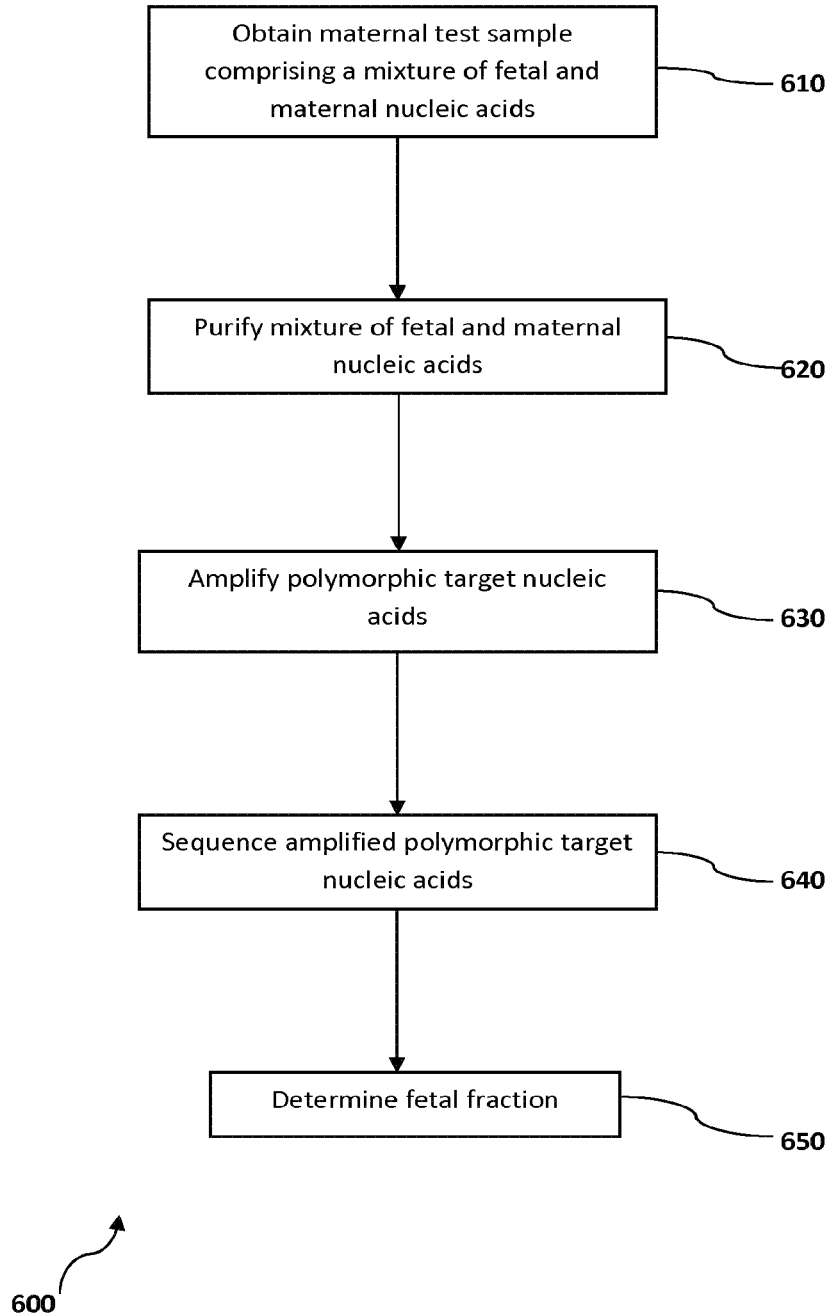 Obtain maternal test sample
comprising a mixture of fetal and
maternal nucleic acids
610
Purify mixture of fetal and maternal
nucleic acids
620
Amplify polymorphic target nucleic
acids
630
Sequence amplified polymorphic target
nucleic acids
640
Determine fetal fraction
650
600